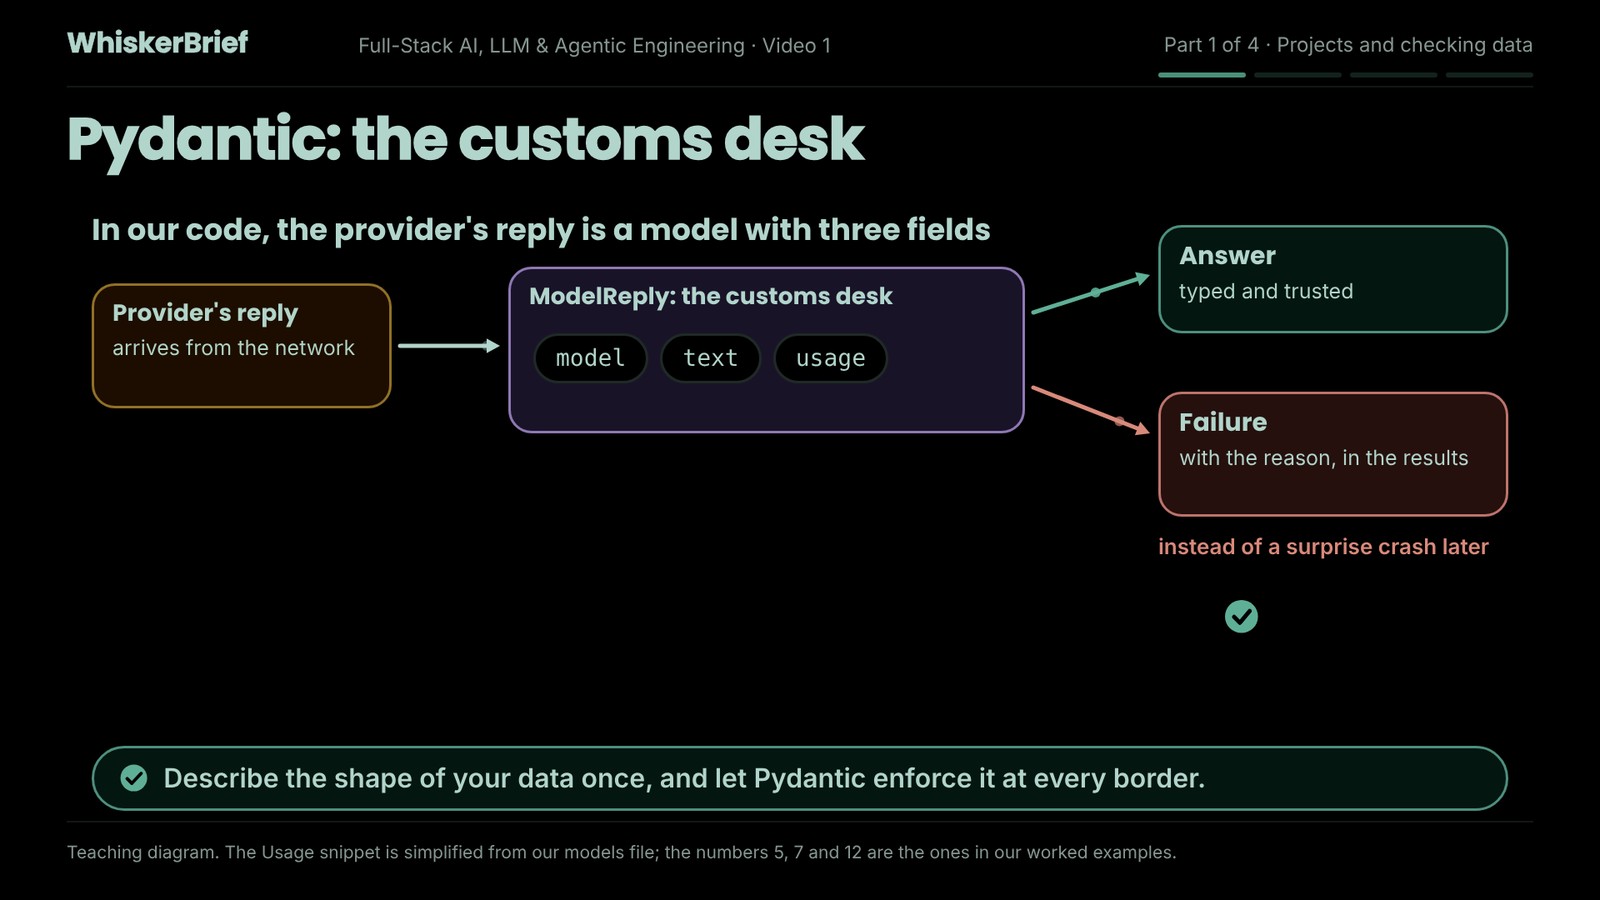 WhiskerBrief
Full-Stack AI, LLM & Agentic Engineering · Video 1
Part 1 of 4 · Projects and checking data
Pydantic: the customs desk
In our code, the provider's reply is a model with three fields
Provider's reply
arrives from the network
ModelReply: the customs desk
model
text
usage
Answer
typed and trusted
Failure
with the reason, in the results
instead of a surprise crash later
Describe the shape of your data once, and let Pydantic enforce it at every border.
Teaching diagram. The Usage snippet is simplified from our models file; the numbers 5, 7 and 12 are the ones in our worked examples.